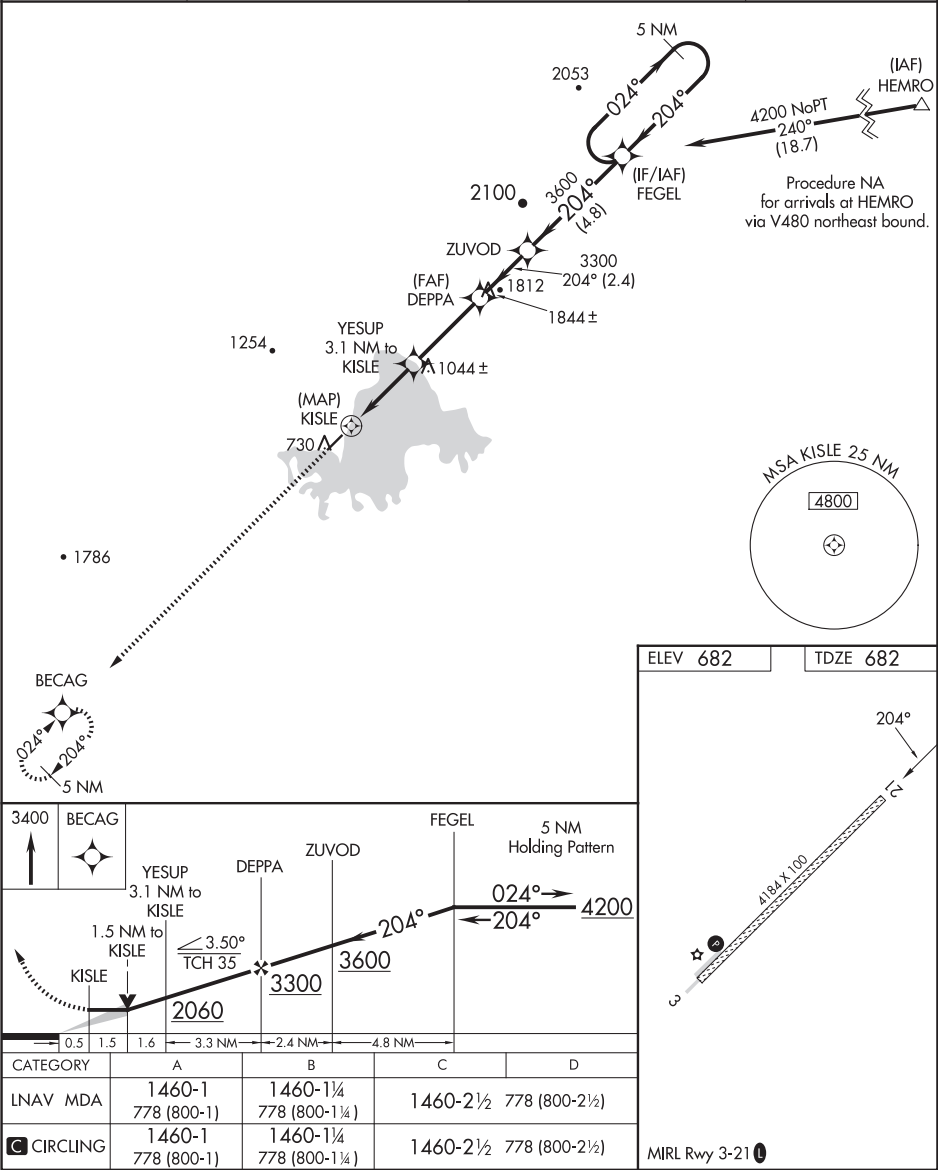 5 NM
2053
(IAF)
HEMRO
024°
204°
4200 NoPT
240°
(18.7)
(IF/IAF)
FEGEL
Procedure NA
for arrivals at HEMRO
via V480 northeast bound.
2100
3600
204°
(4.8)
ZUVOD
3300
204° (2.4)
(FAF)
DEPPA
1812
1844±
YESUP
3.1 NM to
KISLE
1254
1044±
(MAP)
KISLE
730
MSA KISLE 25 NM
4800
1786
BECAG
024°
204°
5 NM
ELEV 682
TDZE 682
204°
21
4184 X 100
P
3
MIRL Rwy 3-21 L
3400
BECAG
FEGEL
5 NM
Holding Pattern
ZUVOD
DEPPA
YESUP
3.1 NM to
KISLE
1.5 NM to
KISLE
KISLE
024°
204°
4200
204°
3.50°
TCH 35
3600
3300
2060
0.5 1.5 1.6 3.3 NM 2.4 NM 4.8 NM
CATEGORY A B C D
LNAV MDA 1460-1 1460-1¼ 1460-2½ 778 (800-2½)
778 (800-1) 778 (800-1¼)
C CIRCLING 1460-1 1460-1¼ 1460-2½ 778 (800-2½)
778 (800-1) 778 (800-1¼)